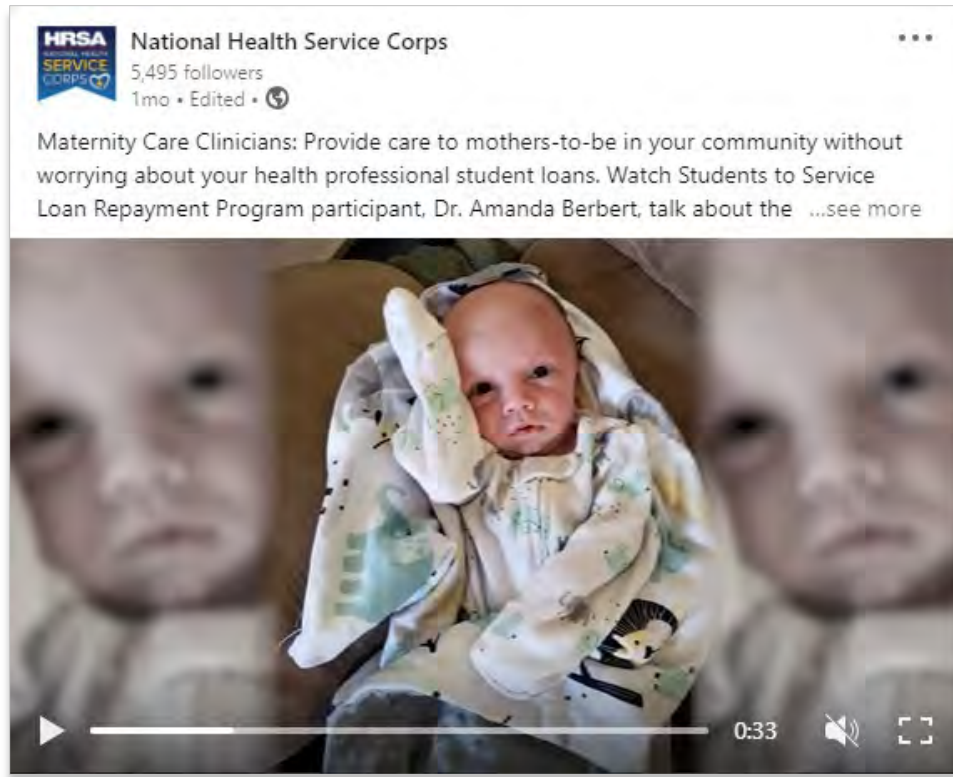 HRSA
NATIONAL HEALTH
SERVICE
CORPS
National Health Service Corps
5,495 followers
1mo • Edited •
Maternity Care Clinicians: Provide care to mothers-to-be in your community without
worrying about your health professional student loans. Watch Students to Service
Loan Repayment Program participant, Dr. Amanda Berbert, talk about the ...see more
0:33